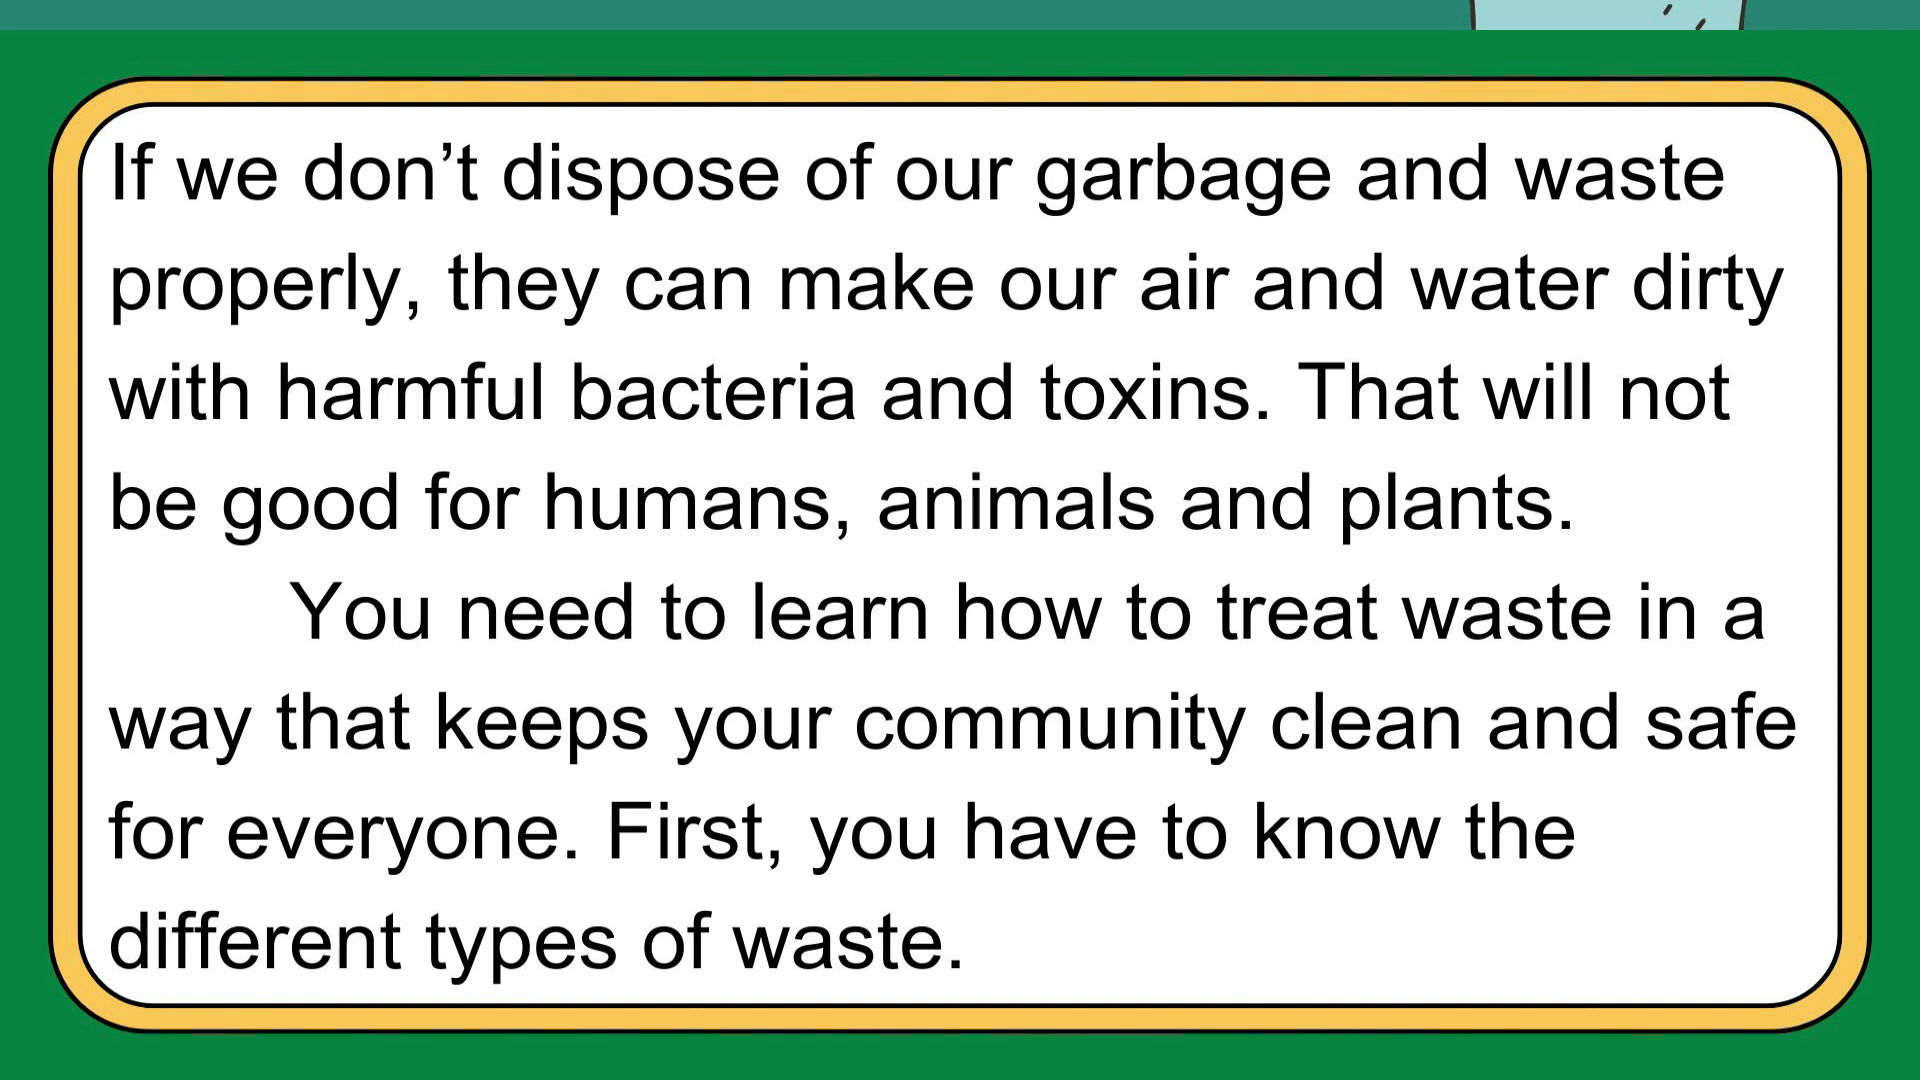 If we don’t dispose of our garbage and waste
properly, they can make our air and water dirty
with harmful bacteria and toxins. That will not
be good for humans, animals and plants.
You need to learn how to treat waste in a
way that keeps your community clean and safe
for everyone. First, you have to know the
different types of waste.